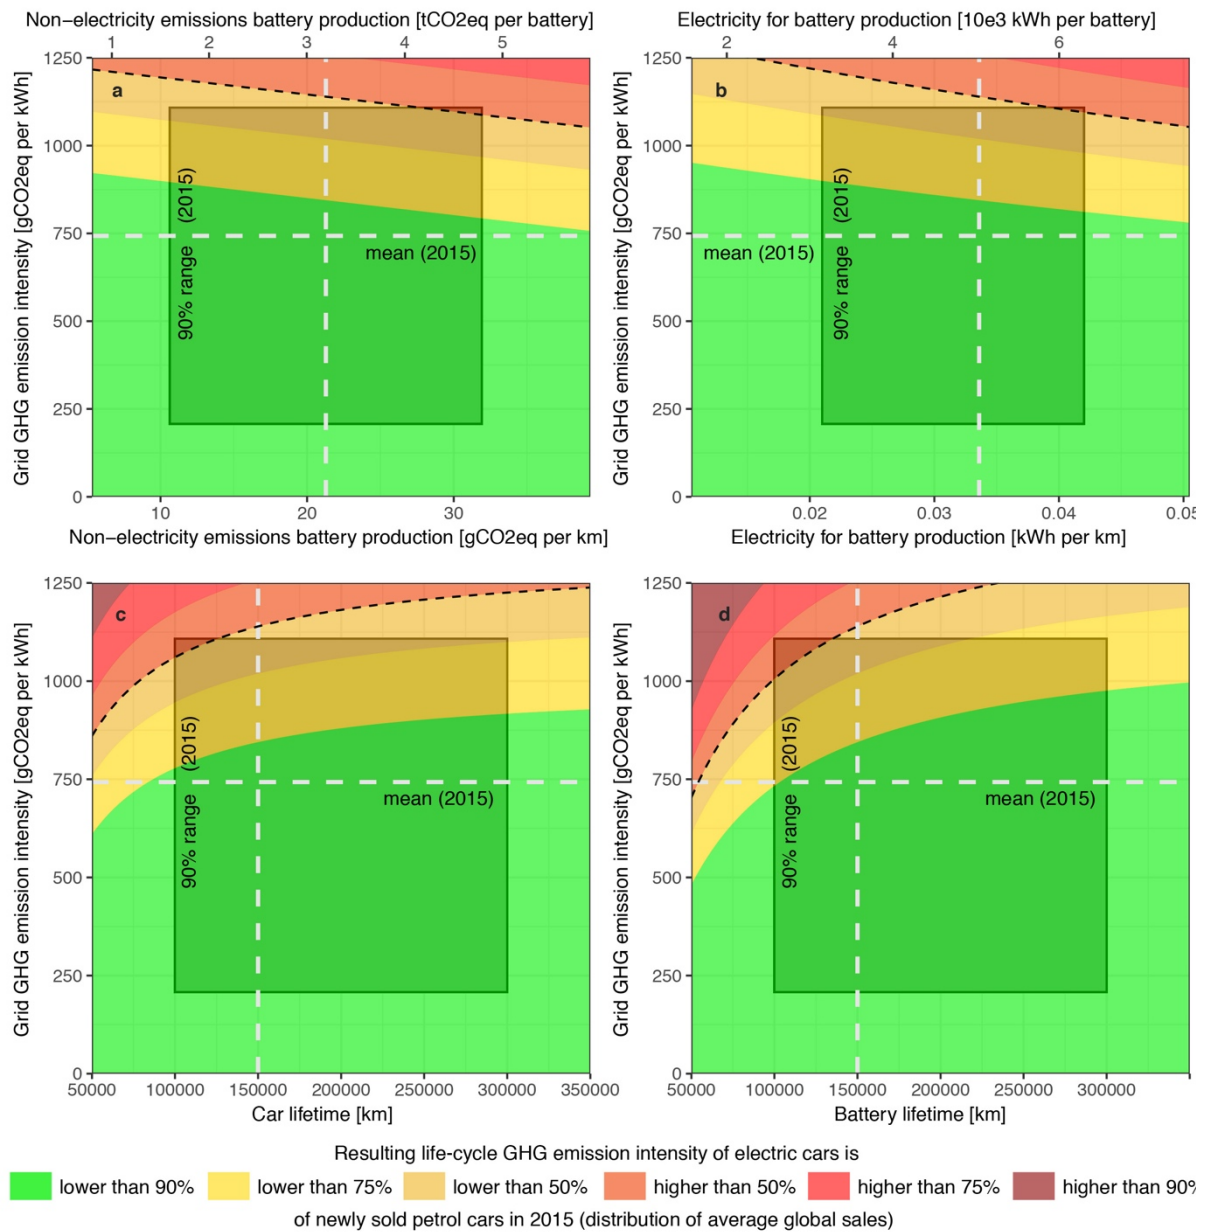 Non−electricity emissions battery production [tCO2eq per battery]
1 2 3 4 5
Grid GHG emission intensity [gCO2eq per kWh]
1250
1000
750
500
250
0
a
90% range (2015)
mean (2015)
10 20 30
Non−electricity emissions battery production [gCO2eq per km]
Electricity for battery production [10e3 kWh per battery]
2 4 6
Grid GHG emission intensity [gCO2eq per kWh]
1250
1000
750
500
250
0
b
90% range (2015)
mean (2015)
0.02 0.03 0.04 0.05
Electricity for battery production [kWh per km]
Grid GHG emission intensity [gCO2eq per kWh]
1250
1000
750
500
250
0
c
90% range (2015)
mean (2015)
50000 100000 150000 200000 250000 300000 350000
Car lifetime [km]
Grid GHG emission intensity [gCO2eq per kWh]
1250
1000
750
500
250
0
d
90% range (2015)
mean (2015)
50000 100000 150000 200000 250000 300000
Battery lifetime [km]
Resulting life−cycle GHG emission intensity of electric cars is
lower than 90% lower than 75% lower than 50% higher than 50% higher than 75% higher than 90%
of newly sold petrol cars in 2015 (distribution of average global sales)